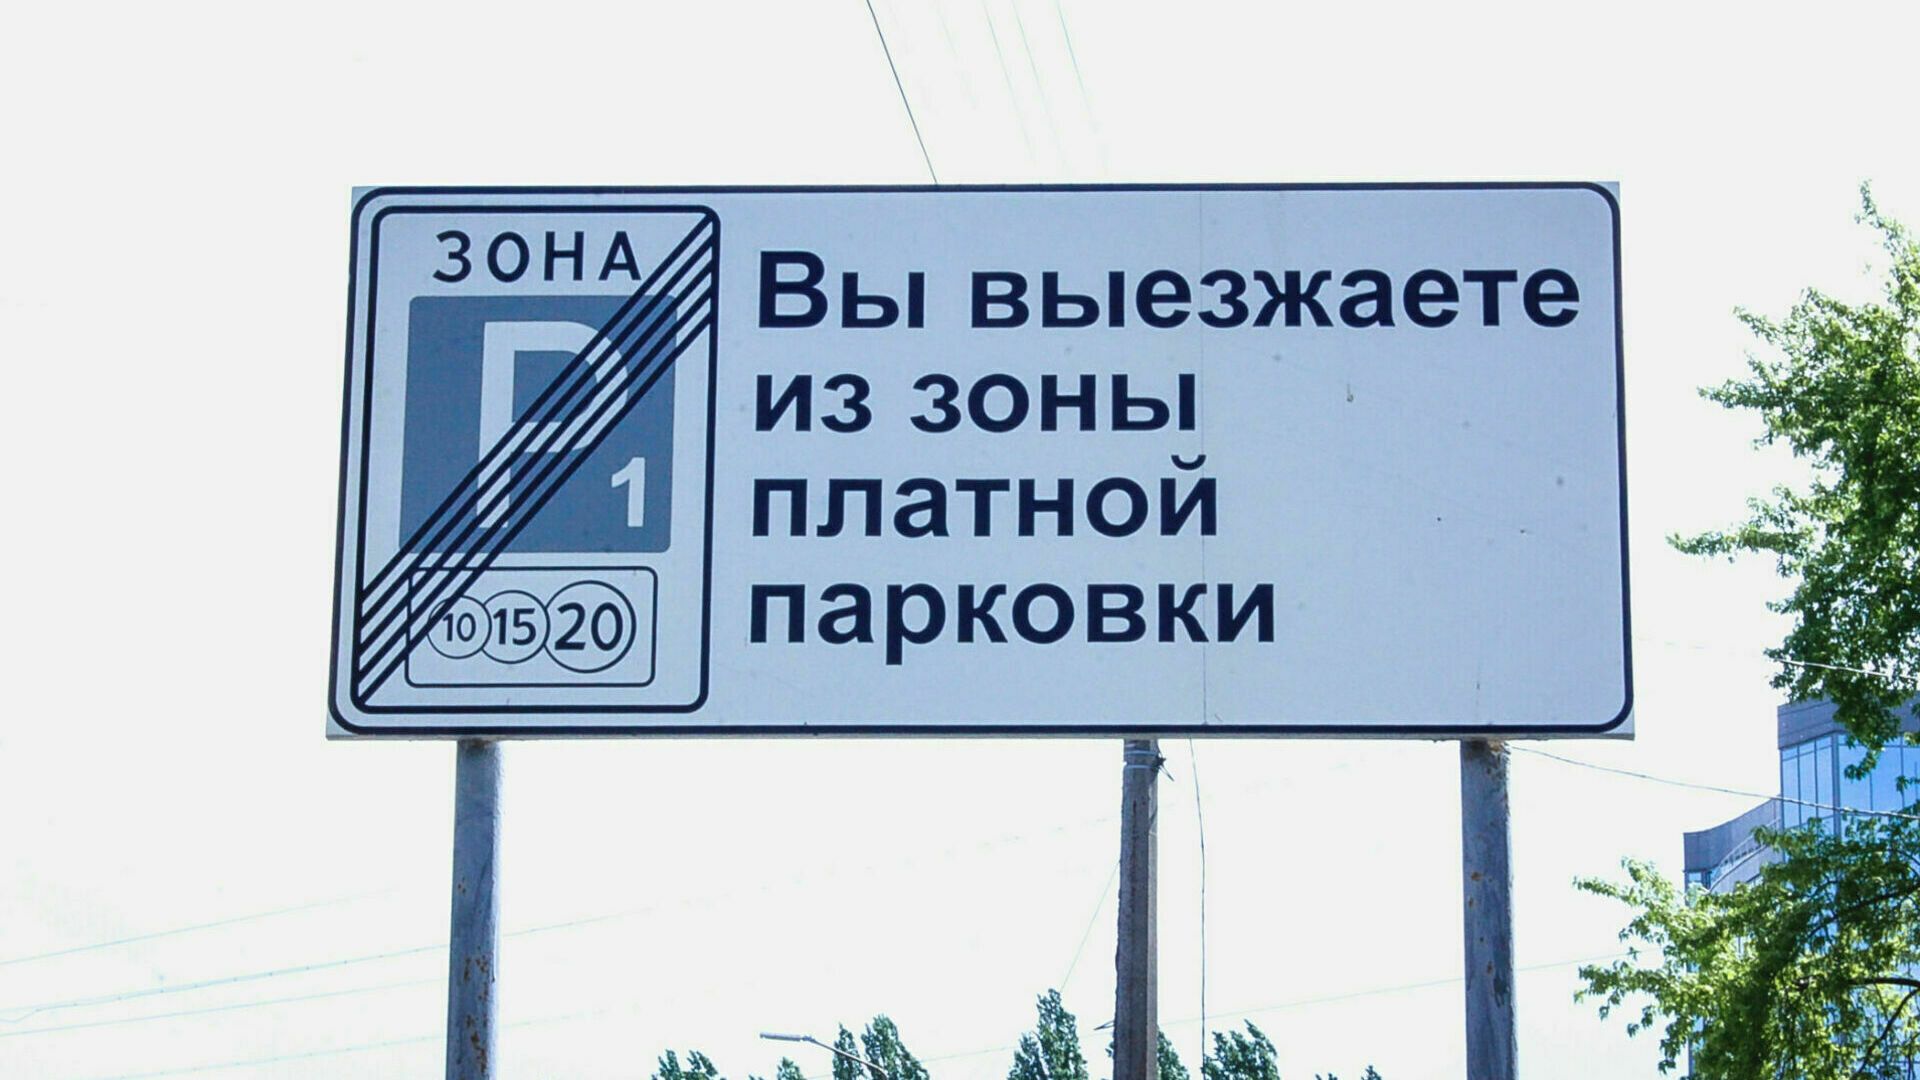 ЗОНА
P 1
10 15 20
Вы выезжаете
из зоны
платной
парковки